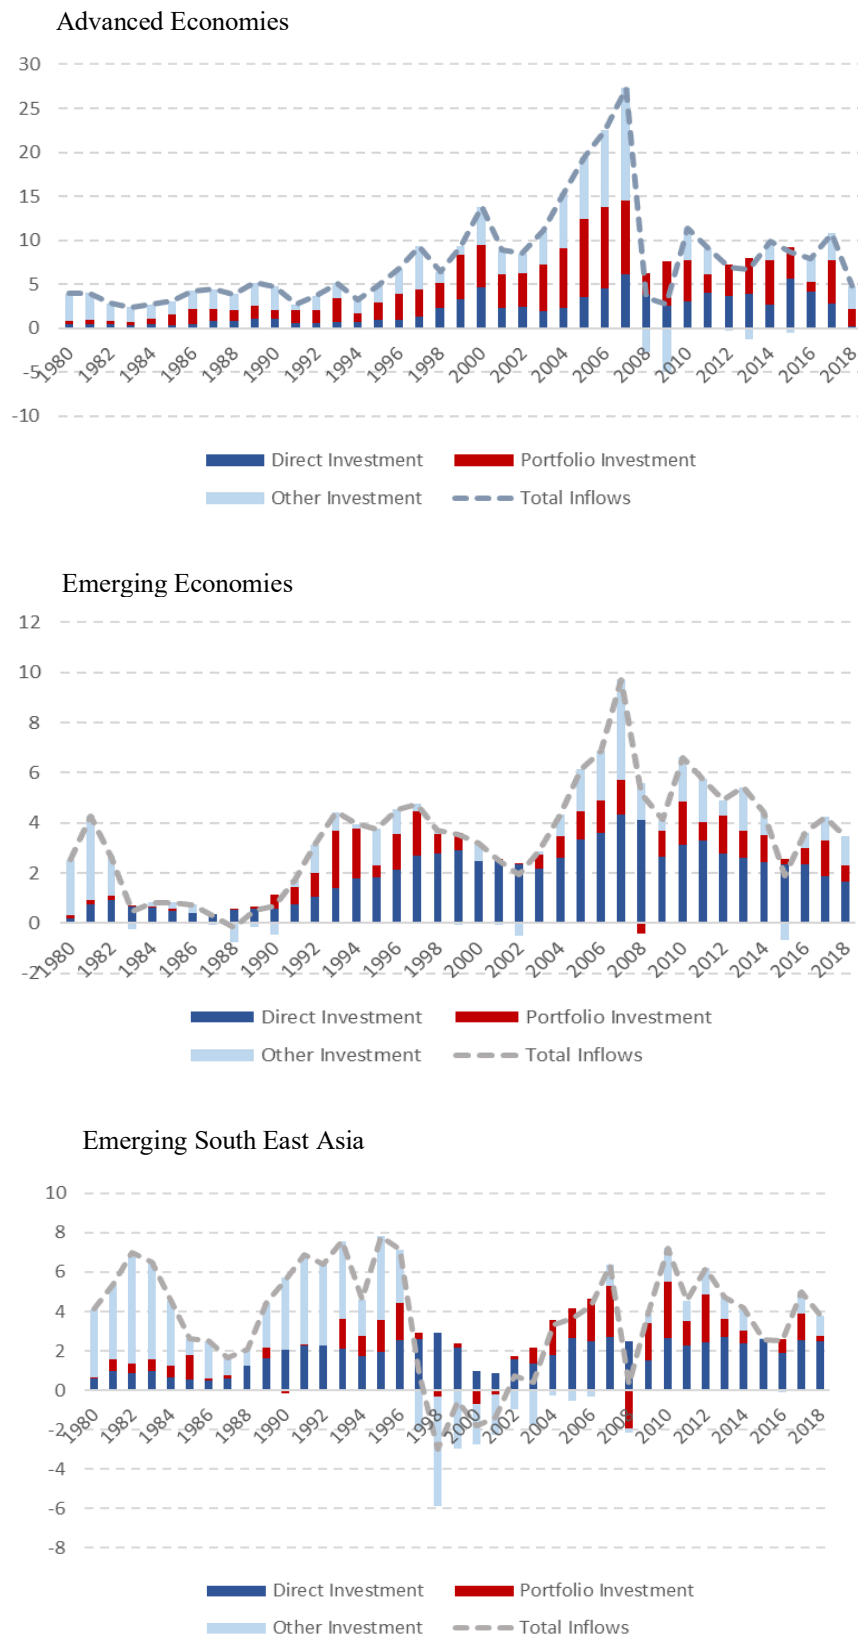 Advanced Economies
30
25
20
15
10
5
0
-5
-10
1980 1982 1984 1986 1988 1990 1992 1994 1996 1998 2000 2002 2004 2006 2008 2010 2012 2014 2016 2018
Direct Investment Portfolio Investment
Other Investment Total Inflows
Emerging Economies
12
10
8
6
4
2
0
-2
1980 1982 1984 1986 1988 1990 1992 1994 1996 1998 2000 2002 2004 2006 2008 2010 2012 2014 2016 2018
Direct Investment Portfolio Investment
Other Investment Total Inflows
Emerging South East Asia
10
8
6
4
2
0
-2
-4
-6
-8
1980 1982 1984 1986 1988 1990 1992 1994 1996 1998 2000 2002 2004 2006 2008 2010 2012 2014 2016 2018
Direct Investment Portfolio Investment
Other Investment Total Inflows